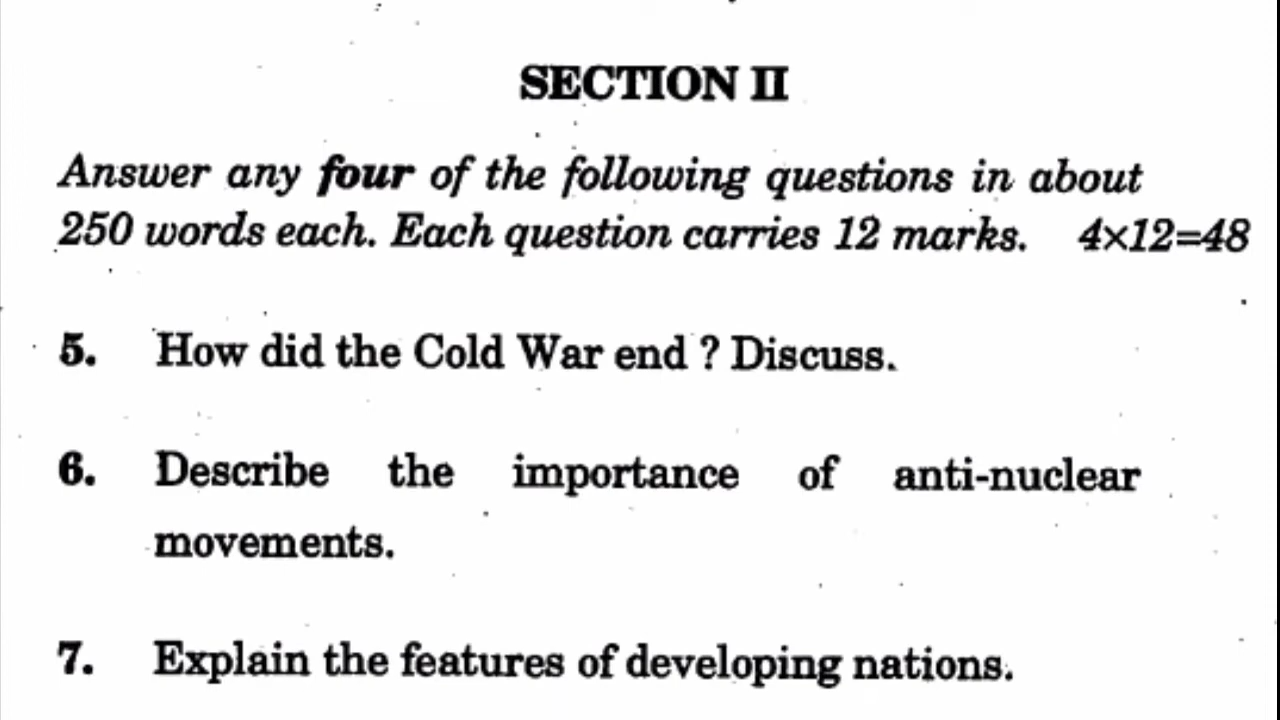 SECTION II
Answer any four of the following questions in about
250 words each. Each question carries 12 marks. 4×12=48
5. How did the Cold War end ? Discuss.
6. Describe the importance of anti-nuclear
movements.
7. Explain the features of developing nations.